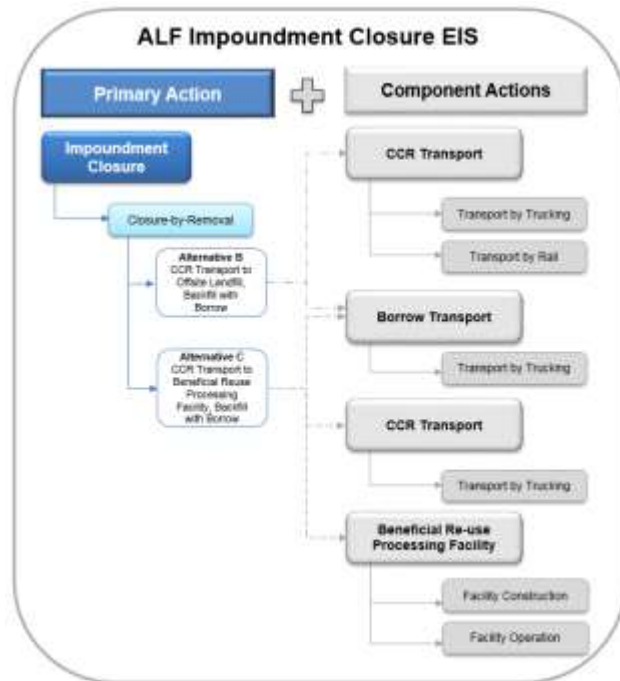 ALF Impoundment Closure EIS
Primary Action
Component Actions
Impoundment
Closure
Closure-by-Removal
Alternative B
CCR Transport to
Offsite Landfill,
Backfill with
Borrow
Alternative C
CCR Transport to
Beneficial Reuse
Processing
Facility, Backfill
with Borrow
CCR Transport
Transport by Trucking
Transport by Rail
Borrow Transport
Transport by Trucking
CCR Transport
Transport by Trucking
Beneficial Re-use
Processing Facility
Facility Construction
Facility Operation